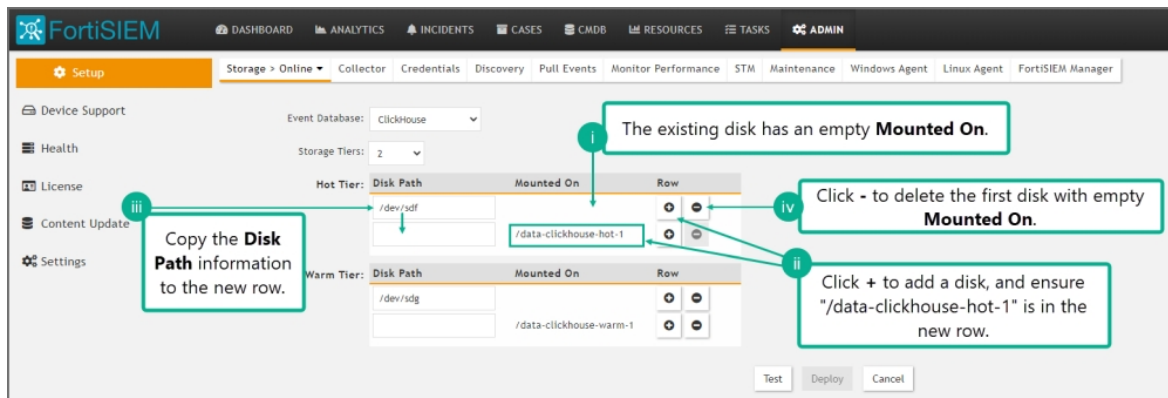 FortiSIEM
DASHBOARD ANALYTICS INCIDENTS CASES CMDB RESOURCES TASKS ADMIN
Setup
Storage > Online Collector Credentials Discovery Pull Events Monitor Performance STM Maintenance Windows Agent Linux Agent FortiSIEM Manager
Device Support
Health
License
Content Update
Settings
Event Database: ClickHouse
Storage Tiers: 2
Hot Tier: Disk Path Mounted On Row
/dev/sdf
/data-clickhouse-hot-1
Warm Tier: Disk Path Mounted On Row
/dev/sdg
/data-clickhouse-warm-1
Test Deploy Cancel
i
The existing disk has an empty Mounted On.
ii
Click + to add a disk, and ensure
"/data-clickhouse-hot-1" is in the
new row.
iii
Copy the Disk
Path information
to the new row.
iv
Click - to delete the first disk with empty
Mounted On.